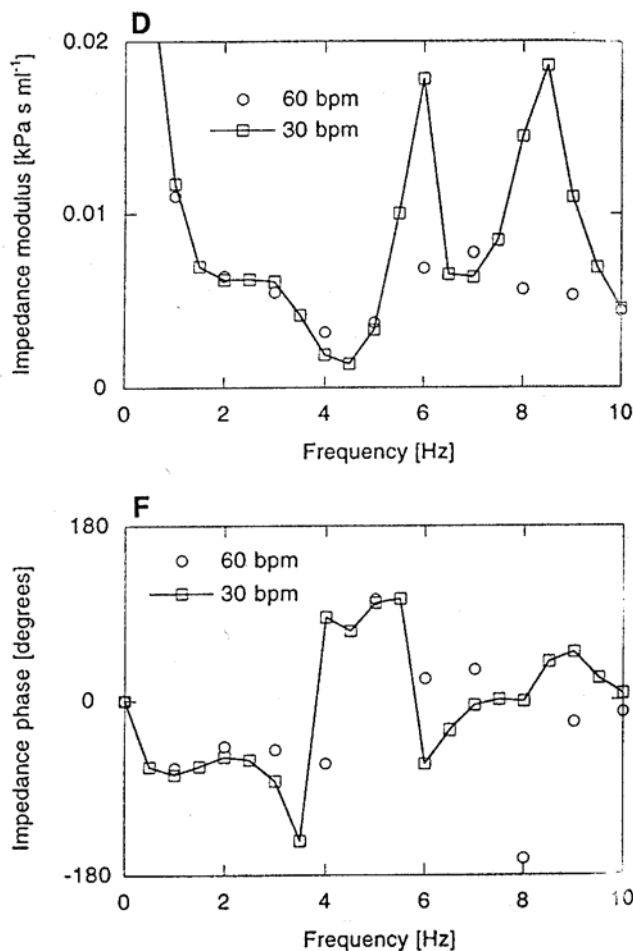 D
0.02
60 bpm
30 bpm
0.01
0
Impedance modulus [kPa s ml⁻¹]
0 2 4 6 8 10
Frequency [Hz]
F
180
60 bpm
30 bpm
0
-180
Impedance phase [degrees]
0 2 4 6 8 10
Frequency [Hz]